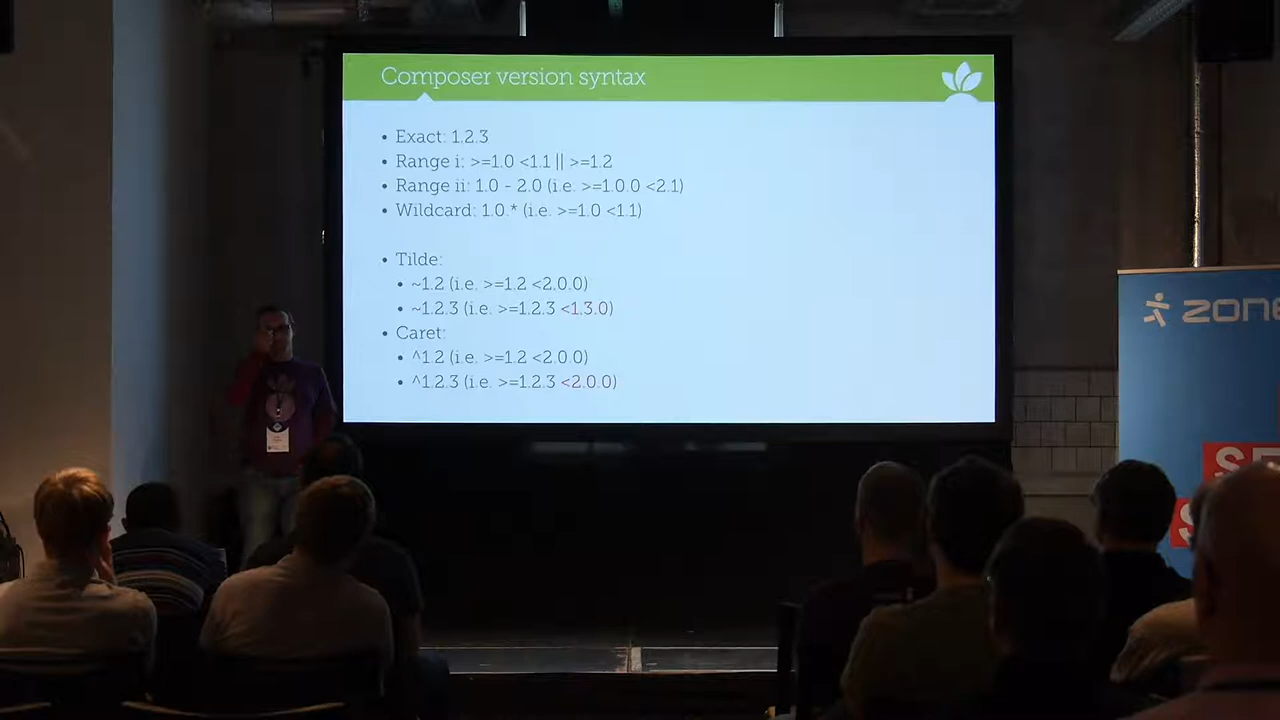 Composer version syntax
• Exact: 1.2.3
• Range i: >=1.0 <1.1 || >=1.2
• Range ii: 1.0 - 2.0 (i.e. >=1.0.0 <2.1)
• Wildcard: 1.0.* (i.e. >=1.0 <1.1)
• Tilde:
• ~1.2 (i.e. >=1.2 <2.0.0)
• ~1.2.3 (i.e. >=1.2.3 <1.3.0)
• Caret:
• ^1.2 (i.e. >=1.2 <2.0.0)
• ^1.2.3 (i.e. >=1.2.3 <2.0.0)
zone
SE
S